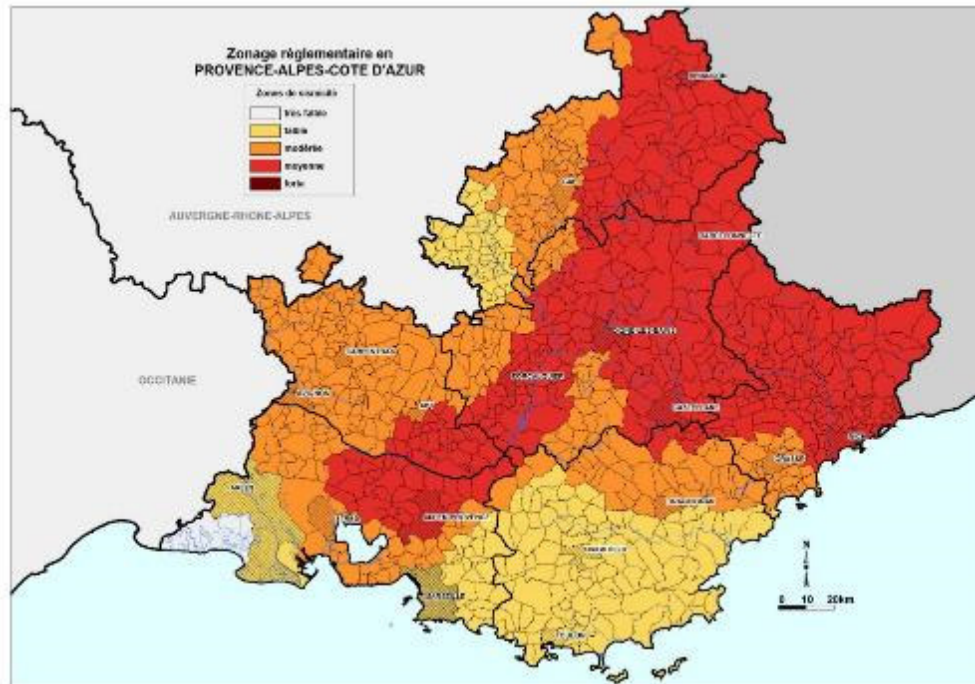 Zonage réglementaire en
PROVENCE-ALPES-COTE D'AZUR
Zones de sismicité
très faible
faible
modérée
moyenne
forte
BRIANCON
GAP
AUVERGNE-RHONE-ALPES
BARCELONNETTE
DIGNE-LES-BAINS
CARPENTRAS
FORCALQUIER
OCCITANIE
AVIGNON
APT
CASTELLANE
NICE
GRASSE
ARLES
ISTRES
AIX-EN-PROVENCE
DRAGUIGNAN
BRIGNOLES
MARSEILLE
TOULON
N
0 10 20km